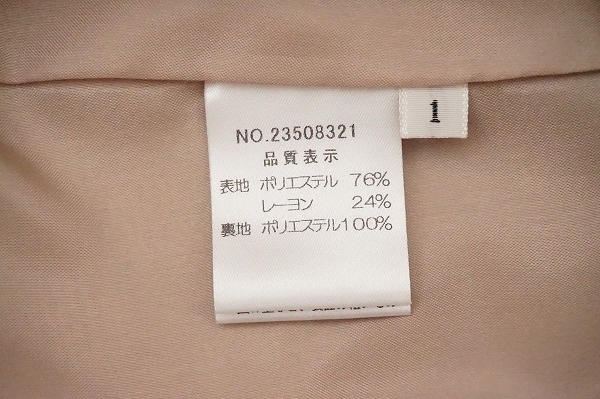 NO.23508321
品質表示
表地 ポリエステル 76%
レーヨン 24%
裏地 ポリエステル100%
1